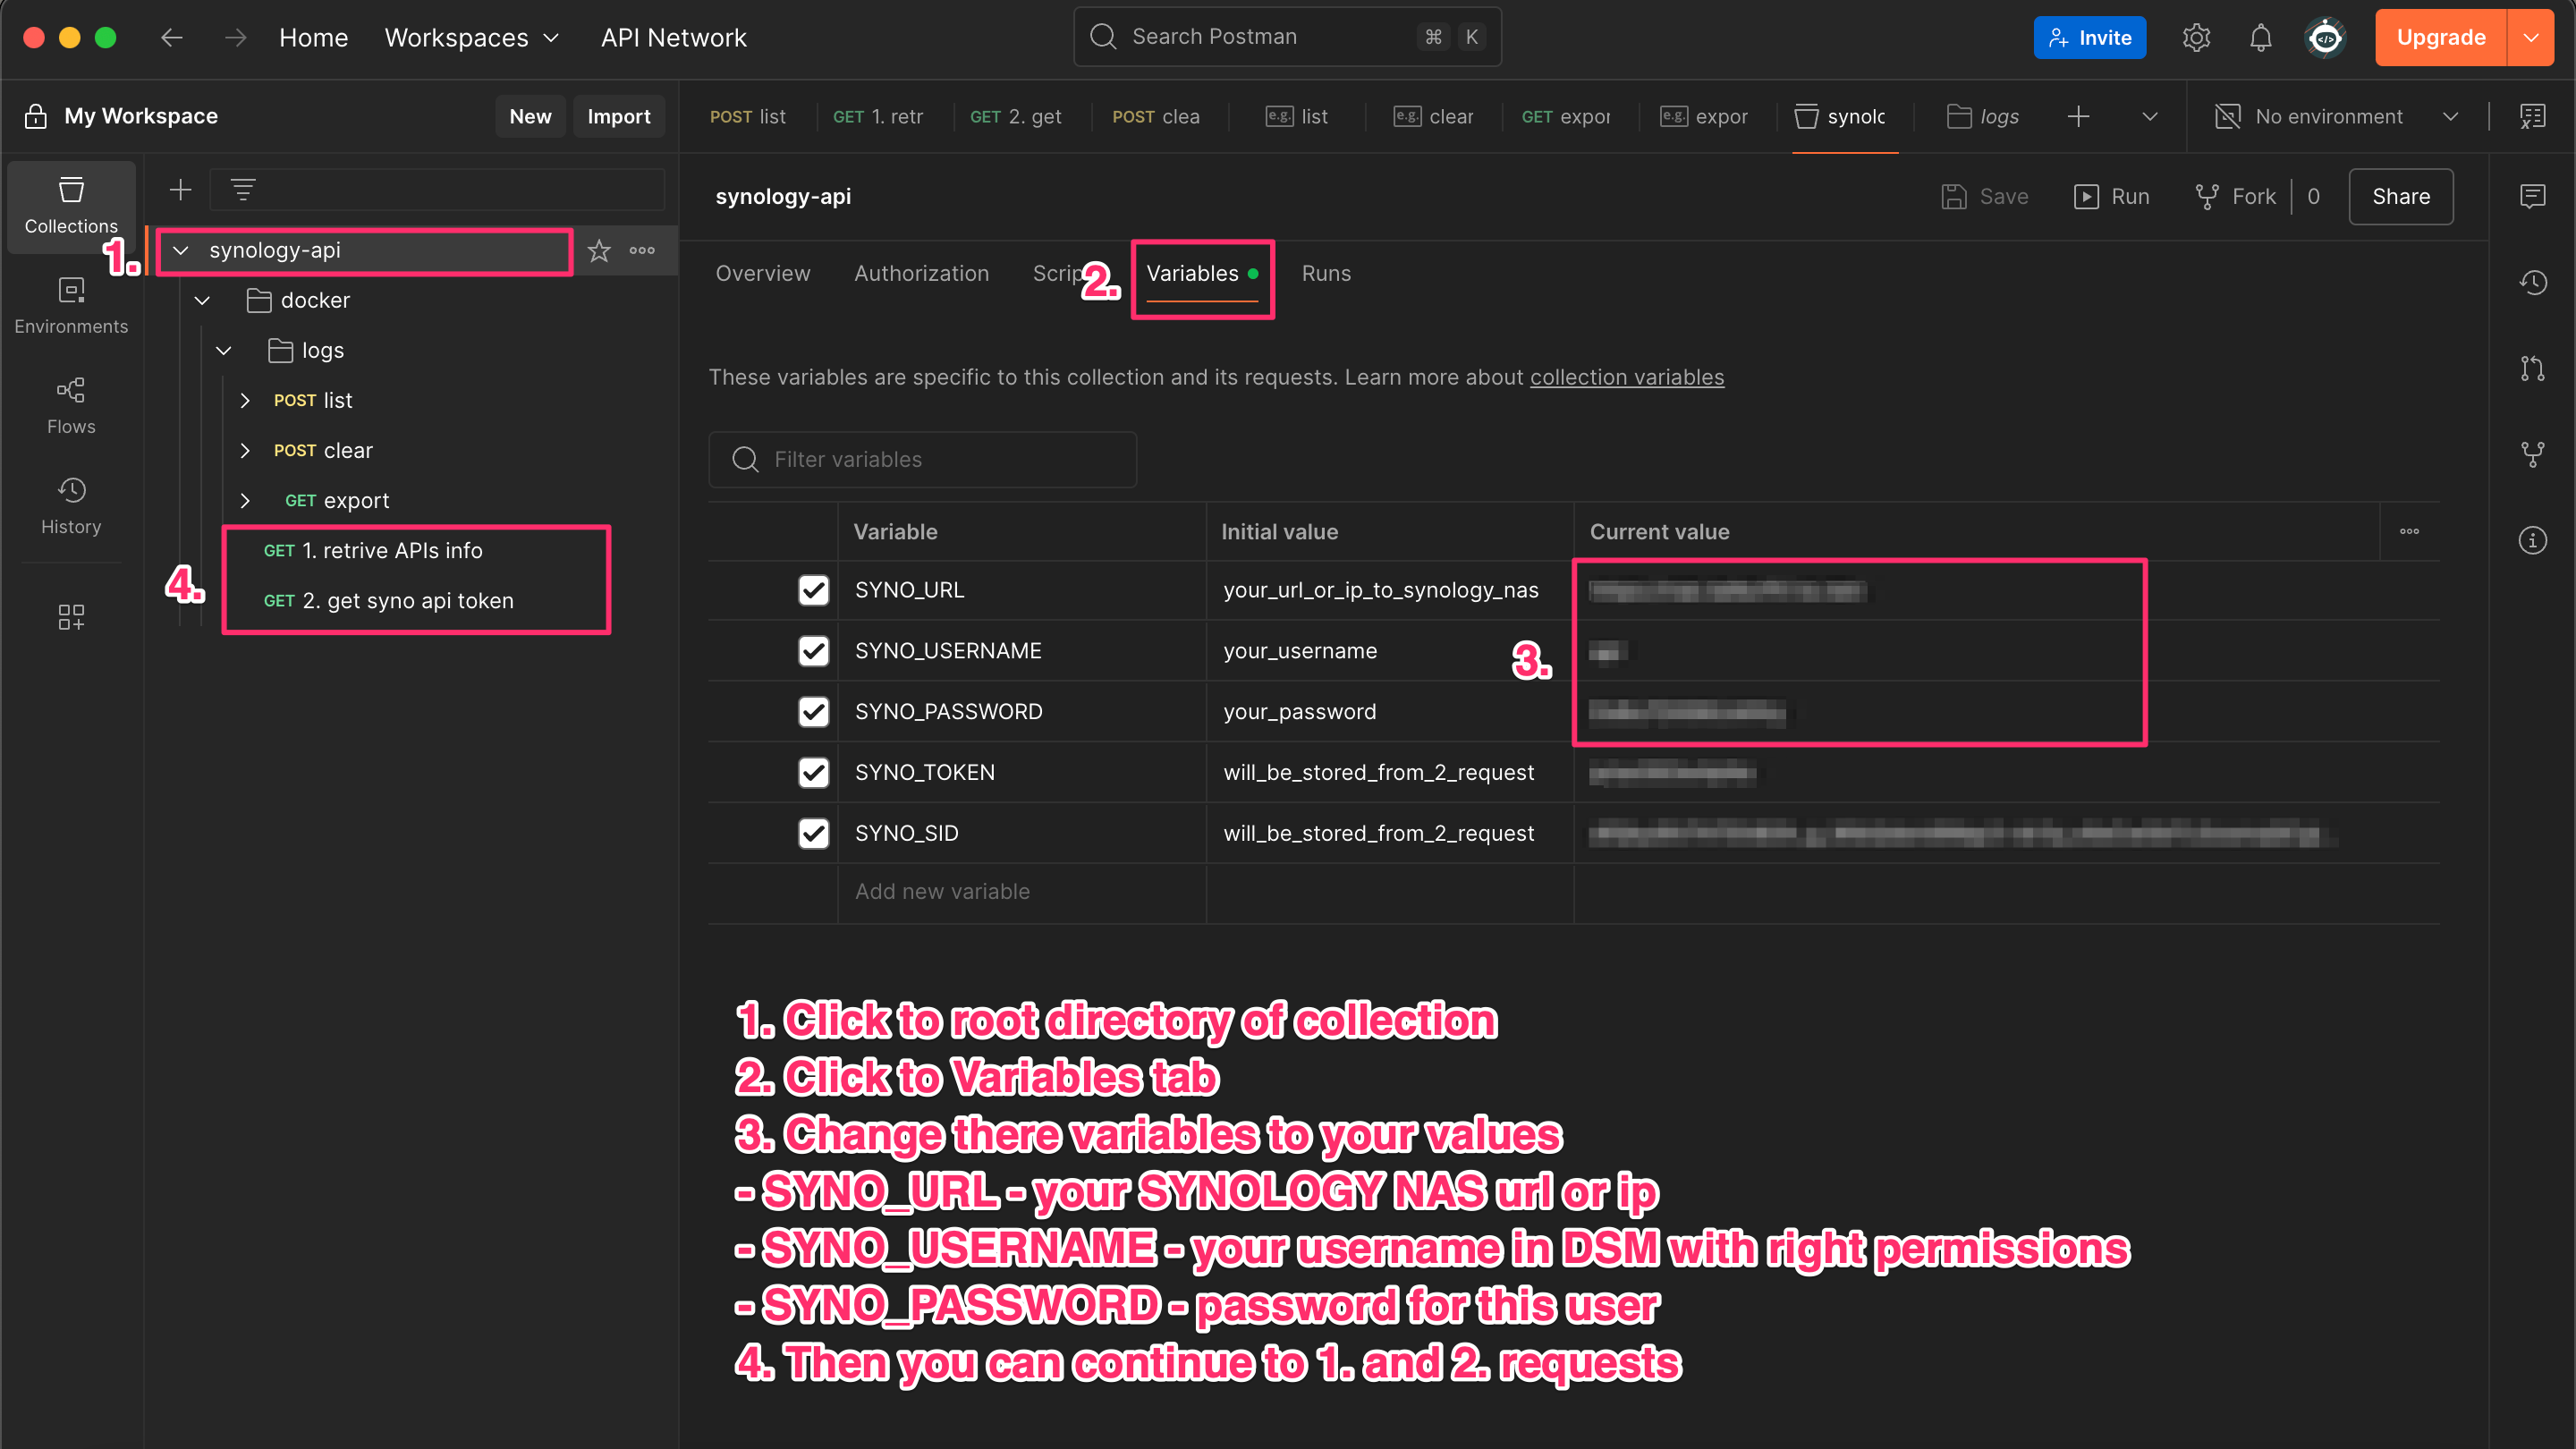 Home
Workspaces
API Network
Search Postman
⌘ K
Invite
Upgrade
My Workspace
New
Import
POST list
GET 1. retr
GET 2. get
POST clea
e.g. list
e.g. clear
GET expor
e.g. expor
synolc
logs
No environment
Collections
Environments
Flows
History
synology-api
docker
logs
POST list
POST clear
GET export
GET 1. retrive APIs info
GET 2. get syno api token
1.
4.
synology-api
Save
Run
Fork
0
Share
Overview
Authorization
Scrip
2.
Variables
Runs
These variables are specific to this collection and its requests. Learn more about collection variables
Filter variables
Variable Initial value Current value
SYNO_URL your_url_or_ip_to_synology_nas
SYNO_USERNAME your_username
3.
SYNO_PASSWORD your_password
SYNO_TOKEN will_be_stored_from_2_request
SYNO_SID will_be_stored_from_2_request
Add new variable
1. Click to root directory of collection
2. Click to Variables tab
3. Change there variables to your values
- SYNO_URL - your SYNOLOGY NAS url or ip
- SYNO_USERNAME - your username in DSM with right permissions
- SYNO_PASSWORD - password for this user
4. Then you can continue to 1. and 2. requests